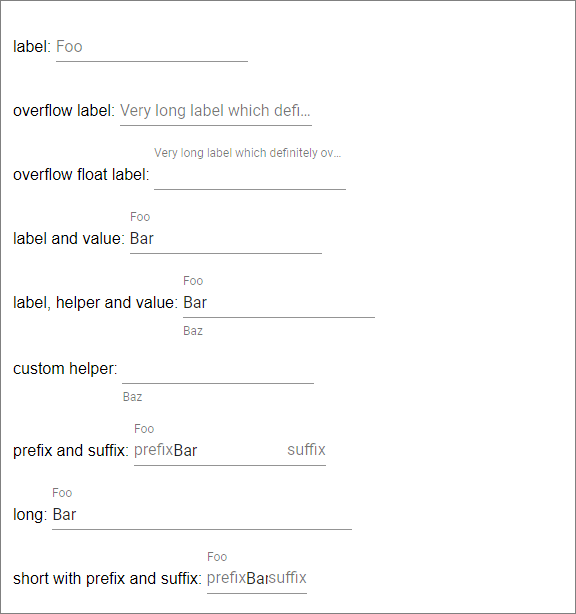 label: Foo
overflow label: Very long label which defi...
Very long label which definitely ov...
overflow float label:
Foo
label and value: Bar
Foo
label, helper and value: Bar
Baz
custom helper:
Baz
Foo
prefix and suffix: prefixBar suffix
Foo
long: Bar
Foo
short with prefix and suffix: prefixBarsuffix